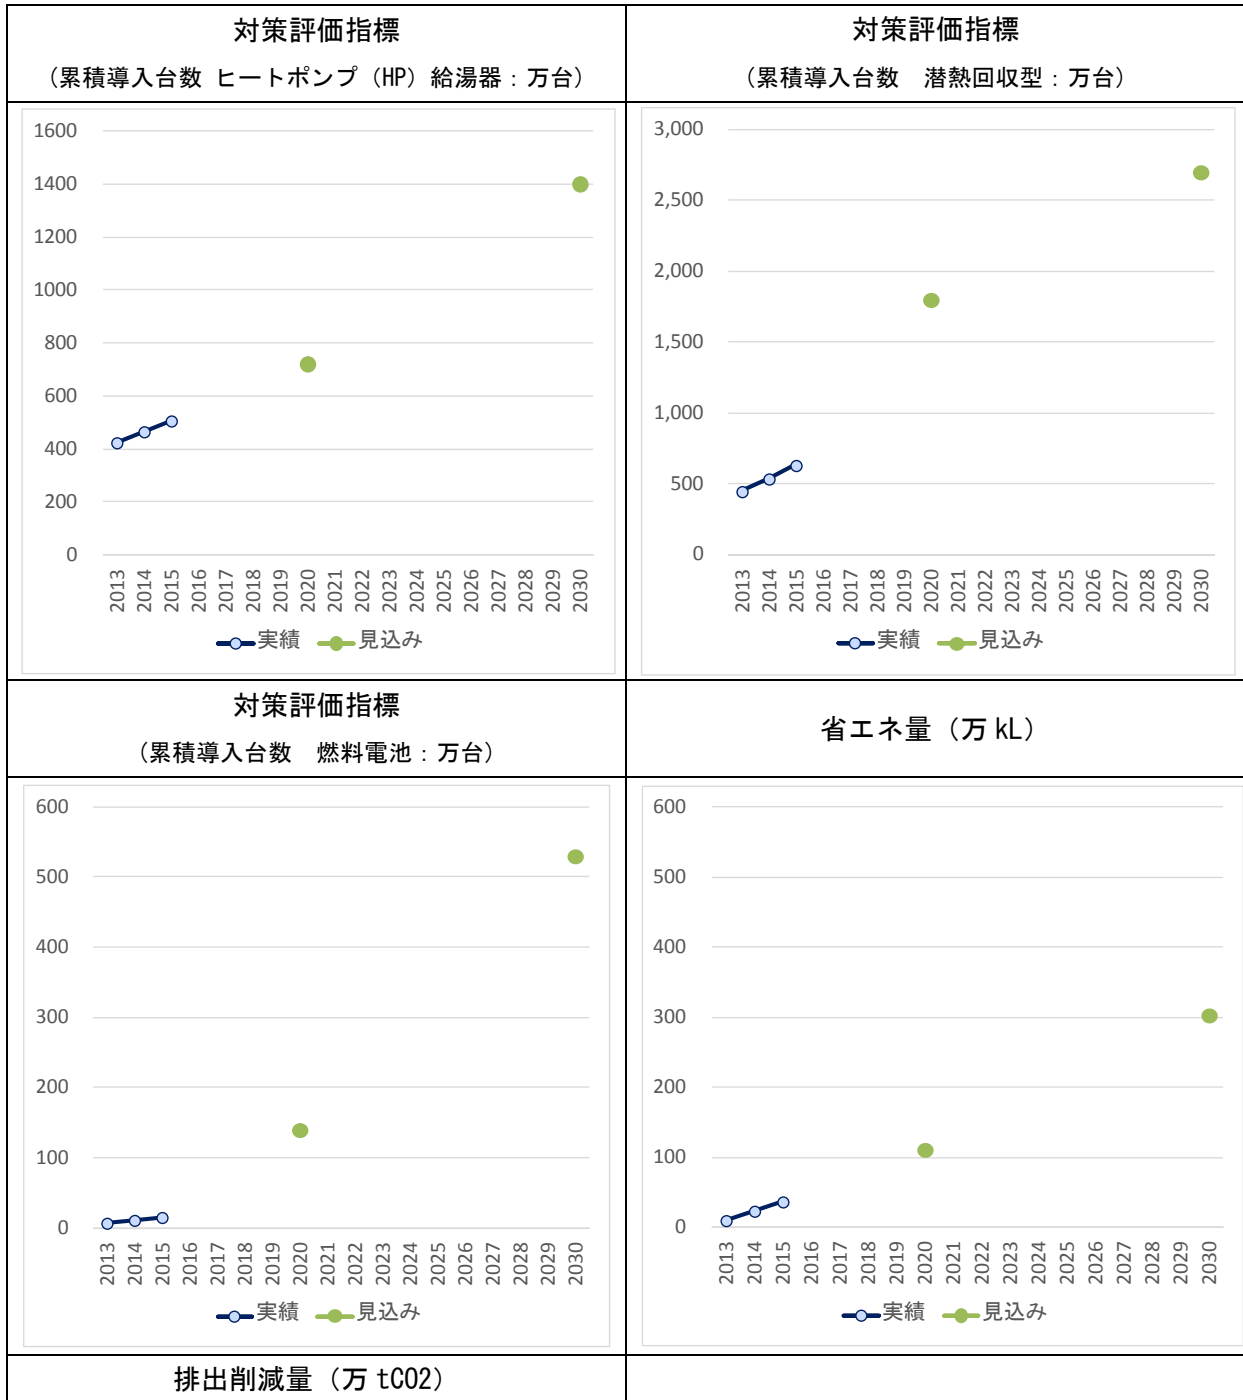 対策評価指標
（累積導入台数 ヒートポンプ（HP）給湯器：万台）
1600
1400
1200
1000
800
600
400
200
0
2013 2014 2015 2016 2017 2018 2019 2020 2021 2022 2023 2024 2025 2026 2027 2028 2029 2030
実績 見込み
対策評価指標
（累積導入台数　潜熱回収型：万台）
3,000
2,500
2,000
1,500
1,000
500
0
2013 2014 2015 2016 2017 2018 2019 2020 2021 2022 2023 2024 2025 2026 2027 2028 2029 2030
実績 見込み
対策評価指標
（累積導入台数　燃料電池：万台）
600
500
400
300
200
100
0
2013 2014 2015 2016 2017 2018 2019 2020 2021 2022 2023 2024 2025 2026 2027 2028 2029 2030
実績 見込み
省エネ量（万 kL）
600
500
400
300
200
100
0
2013 2014 2015 2016 2017 2018 2019 2020 2021 2022 2023 2024 2025 2026 2027 2028 2029 2030
実績 見込み
排出削減量（万 tCO2）